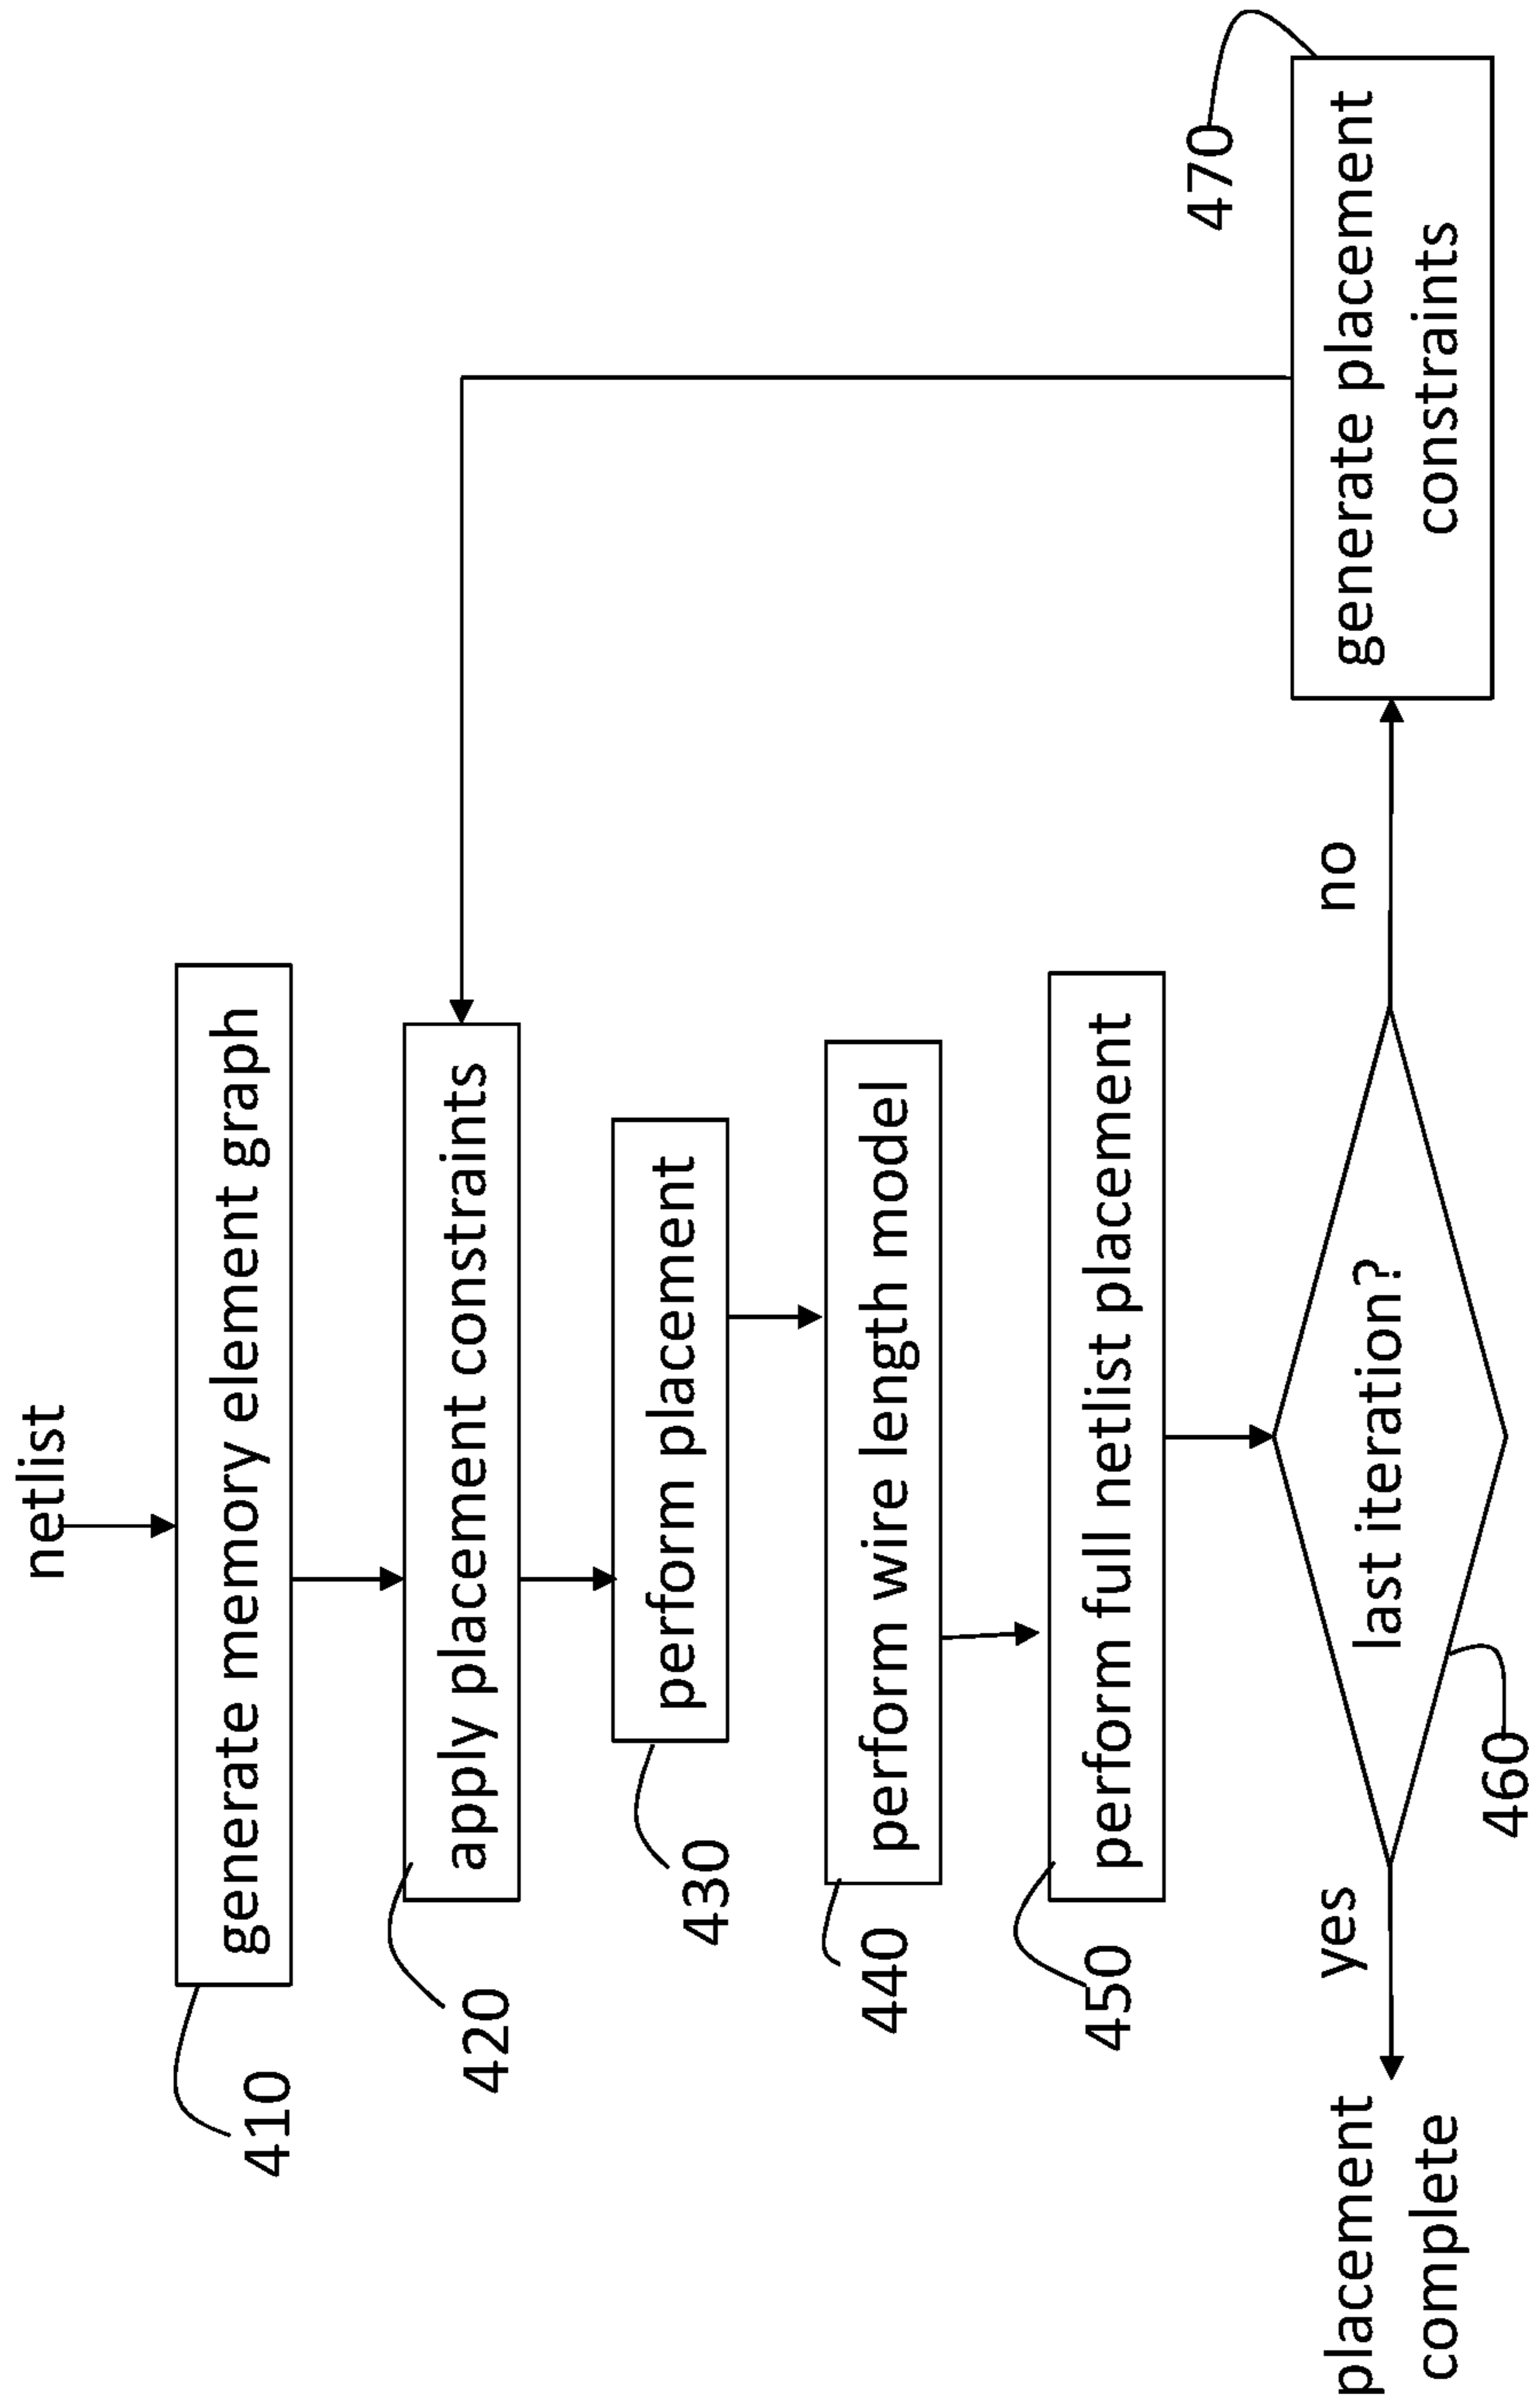 netlist
410
generate memory element graph
420
apply placement constraints
430
perform placement
440
perform wire length model
450
perform full netlist placement
last iteration?
460
yes
no
placement
complete
470
generate placement
constraints